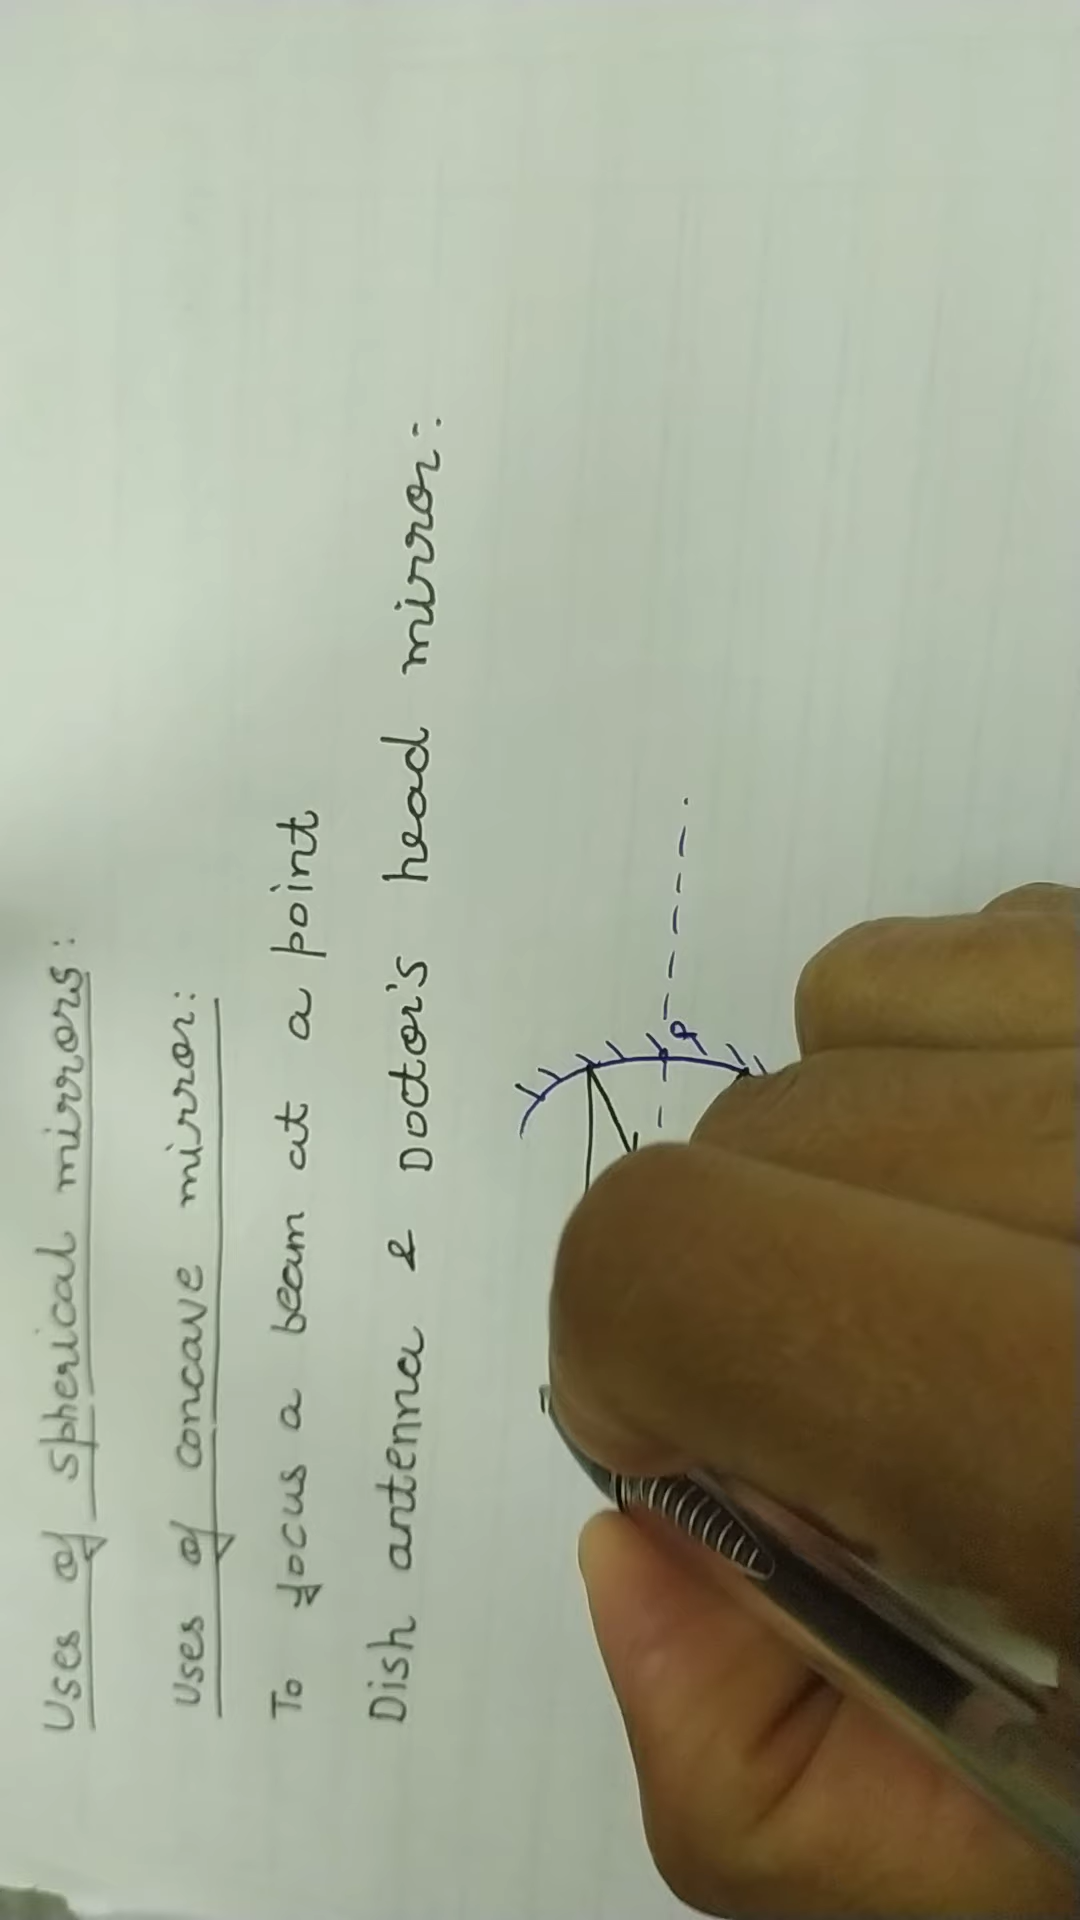 Uses of spherical mirrors:
Uses of concave mirror:
To focus a beam at a point
Dish antenna & Doctor's head mirror:
P